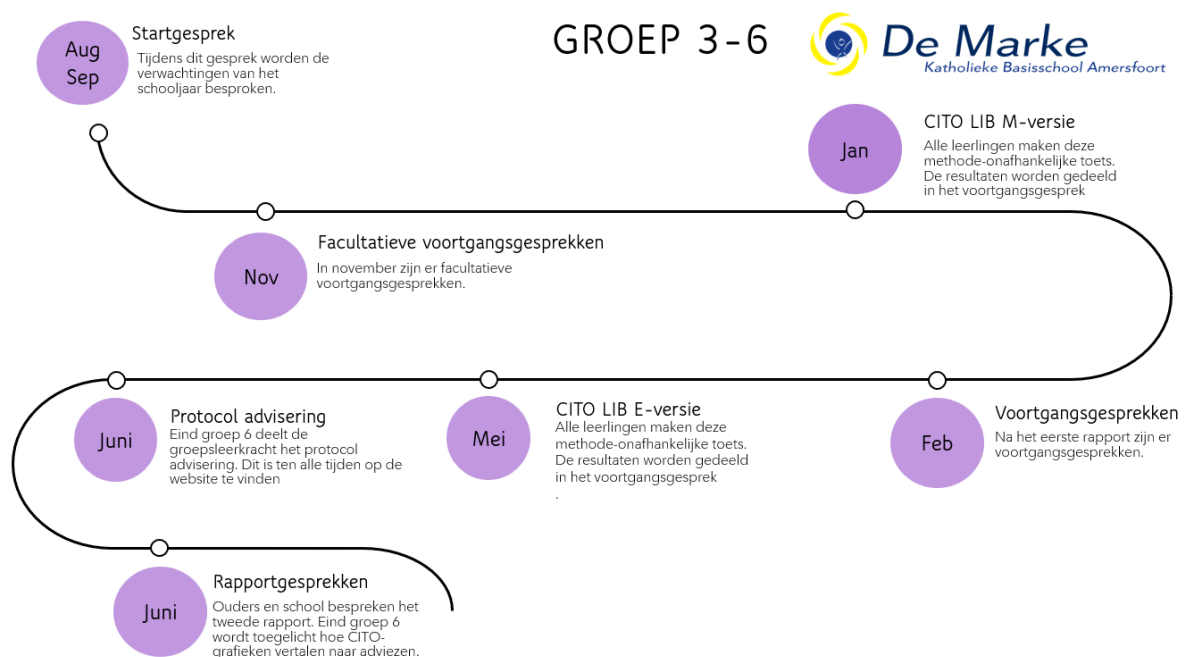 GROEP 3-6
De Marke
Katholieke Basisschool Amersfoort
Aug
Sep
Startgesprek
Tijdens dit gesprek worden de
verwachtingen van het
schooljaar besproken.
Nov
Facultatieve voortgangsgesprekken
In november zijn er facultatieve
voortgangsgesprekken.
Jan
CITO LIB M-versie
Alle leerlingen maken deze
methode-onafhankelijke toets.
De resultaten worden gedeeld
in het voortgangsgesprek
Feb
Voortgangsgesprekken
Na het eerste rapport zijn er
voortgangsgesprekken.
Mei
CITO LIB E-versie
Alle leerlingen maken deze
methode-onafhankelijke toets.
De resultaten worden gedeeld
in het voortgangsgesprek
.
Juni
Protocol advisering
Eind groep 6 deelt de
groepsleerkracht het protocol
advisering. Dit is ten alle tijden op de
website te vinden
Juni
Rapportgesprekken
Ouders en school bespreken het
tweede rapport. Eind groep 6
wordt toegelicht hoe CITO-
grafieken vertalen naar adviezen.